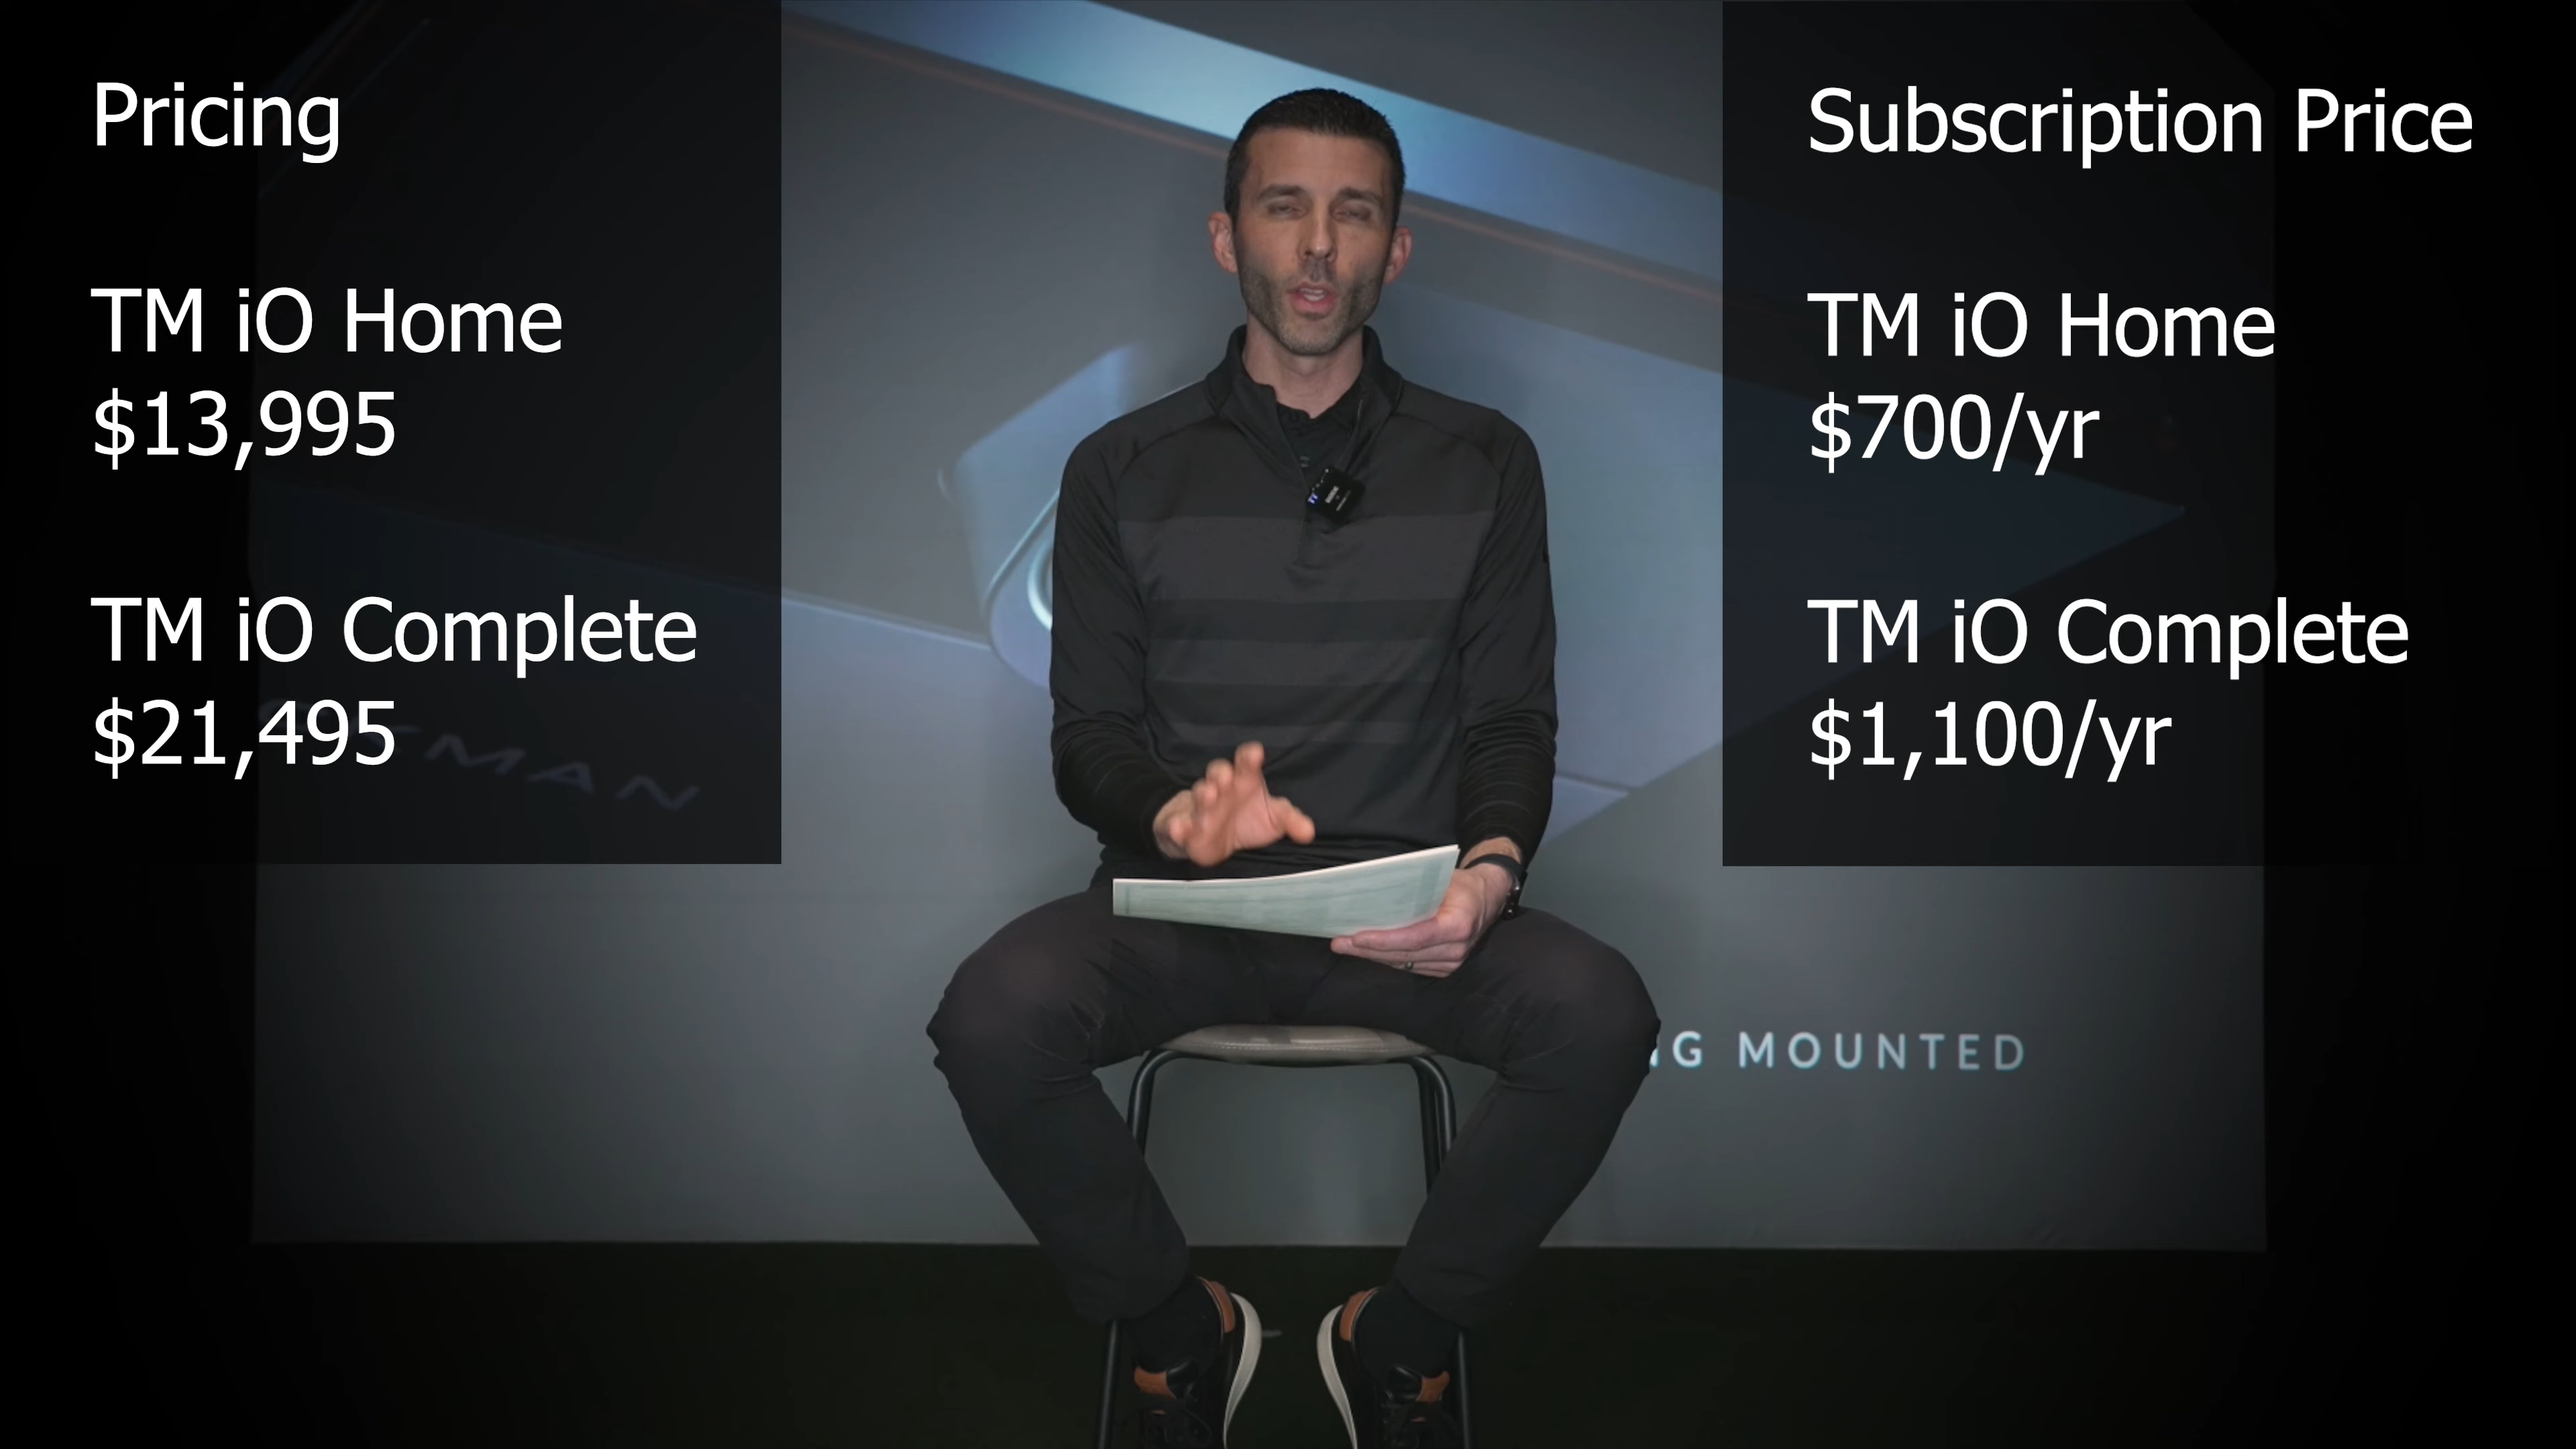 Pricing
TM iO Home
$13,995
TM iO Complete
$21,495
Subscription Price
TM iO Home
$700/yr
TM iO Complete
$1,100/yr
MOUNTED